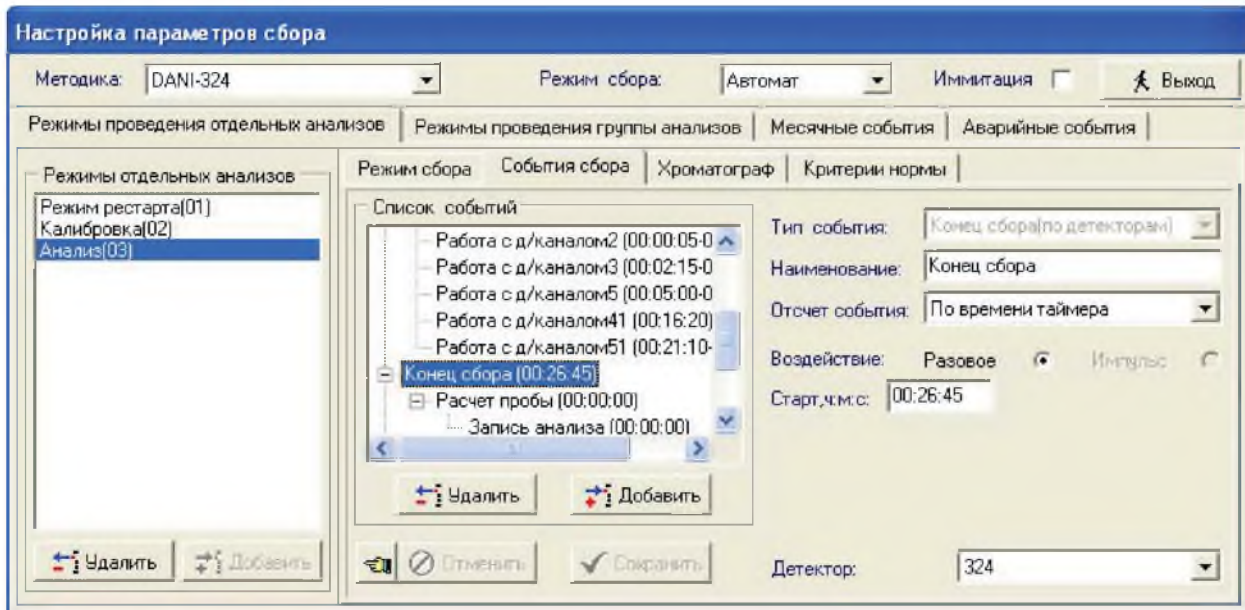 Настройка параметров сбора
Методика: DANI-324 Режим сбора: Автомат Иммитация Выход
Режимы проведения отдельных анализов Режимы проведения группы анализов Месячные события Аварийные события
Режимы отдельных анализов
Режим рестарта(01)
Калибровка(02)
Анализ(03)
Удалить Добавить
Режим сбора События сбора Хроматограф Критерии нормы
Список событий
Работа с д/каналом2 (00:00:05-0
Работа с д/каналом3 (00:02:15-0
Работа с д/каналом5 (00:05:00-0
Работа с д/каналом41 (00:16:20)
Работа с д/каналом51 (00:21:10-
Конец сбора (00:26:45)
Расчет пробы (00:00:00)
Запись анализа (00:00:00)
Удалить Добавить
Отменить Сохранить
Тип события: Конец сбора(по детекторам)
Наименование: Конец сбора
Отсчет события: По времени таймера
Воздействие: Разовое Импульс
Старт,ч:м:с: 00:26:45
Детектор: 324